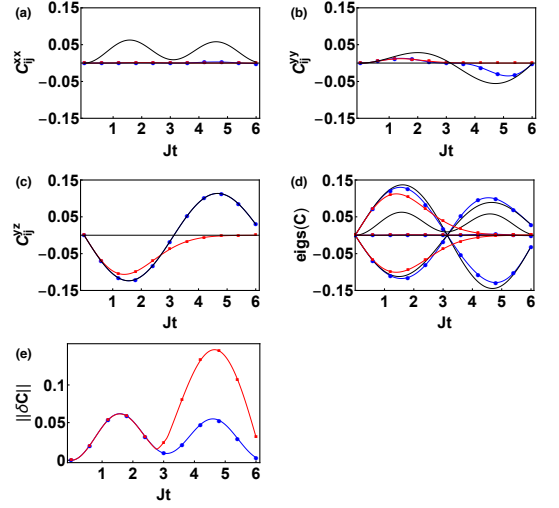 (a)
0.15
0.05
−0.05
−0.15
C_ij^xx
1 2 3 4 5 6
Jt
(b)
0.15
0.05
−0.05
−0.15
C_ij^yy
1 2 3 4 5 6
Jt
(c)
0.15
0.05
−0.05
−0.15
C_ij^yz
1 2 3 4 5 6
Jt
(d)
0.15
0.05
−0.05
−0.15
eigs(C)
1 2 3 4 5 6
Jt
(e)
0.1
0.05
0
||δC||
0 1 2 3 4 5 6
Jt